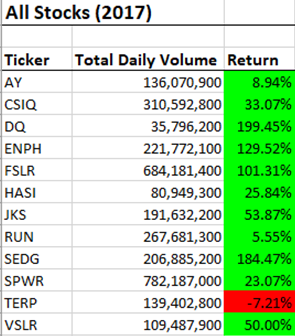 All Stocks (2017)
Ticker Total Daily Volume Return
AY 136,070,900 8.94%
CSIQ 310,592,800 33.07%
DQ 35,796,200 199.45%
ENPH 221,772,100 129.52%
FSLR 684,181,400 101.31%
HASI 80,949,300 25.84%
JKS 191,632,200 53.87%
RUN 267,681,300 5.55%
SEDG 206,885,200 184.47%
SPWR 782,187,000 23.07%
TERP 139,402,800 -7.21%
VSLR 109,487,900 50.00%